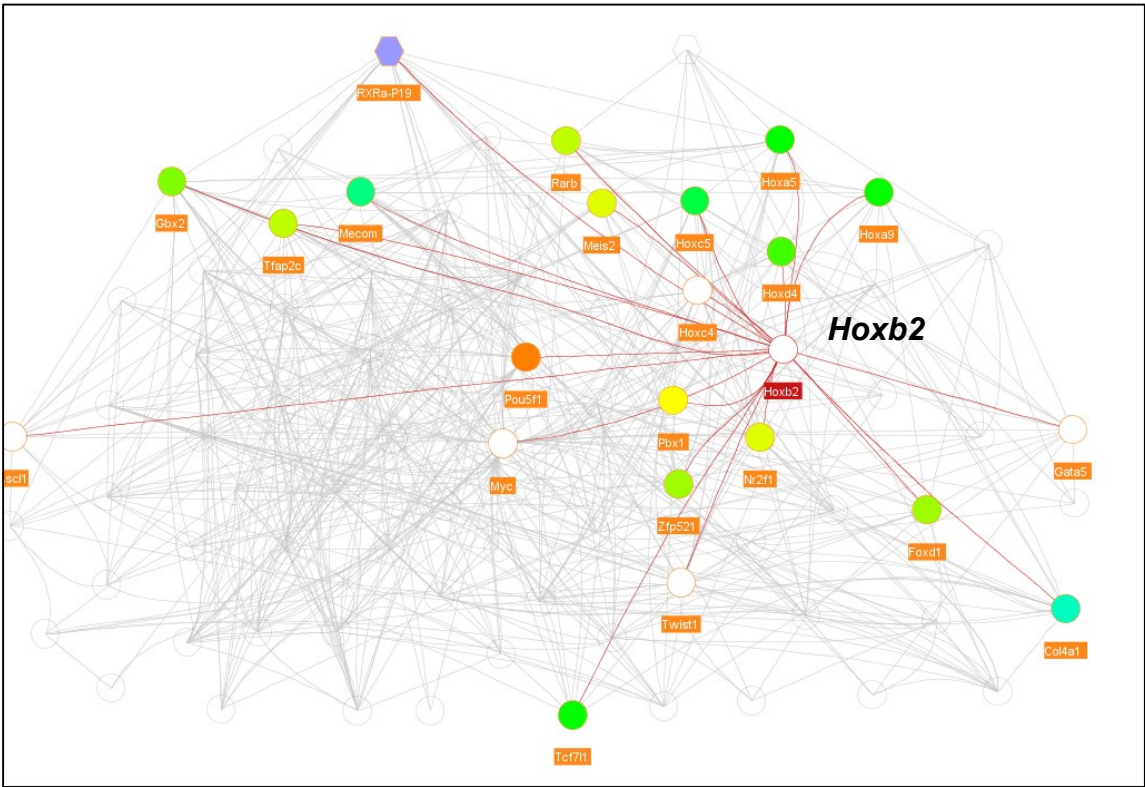 RXRa-P19
Rarb
Hoxa5
Gbx2
Mecom
Meis2
Hoxc5
Hoxa9
Tfap2c
Hoxd4
Hoxc4
Hoxb2
Hoxb2
Pou5f1
Pbx1
.scl1
Myc
Nr2f1
Gata5
Zfp521
Foxd1
Twist1
Col4a1
Tcf7l1